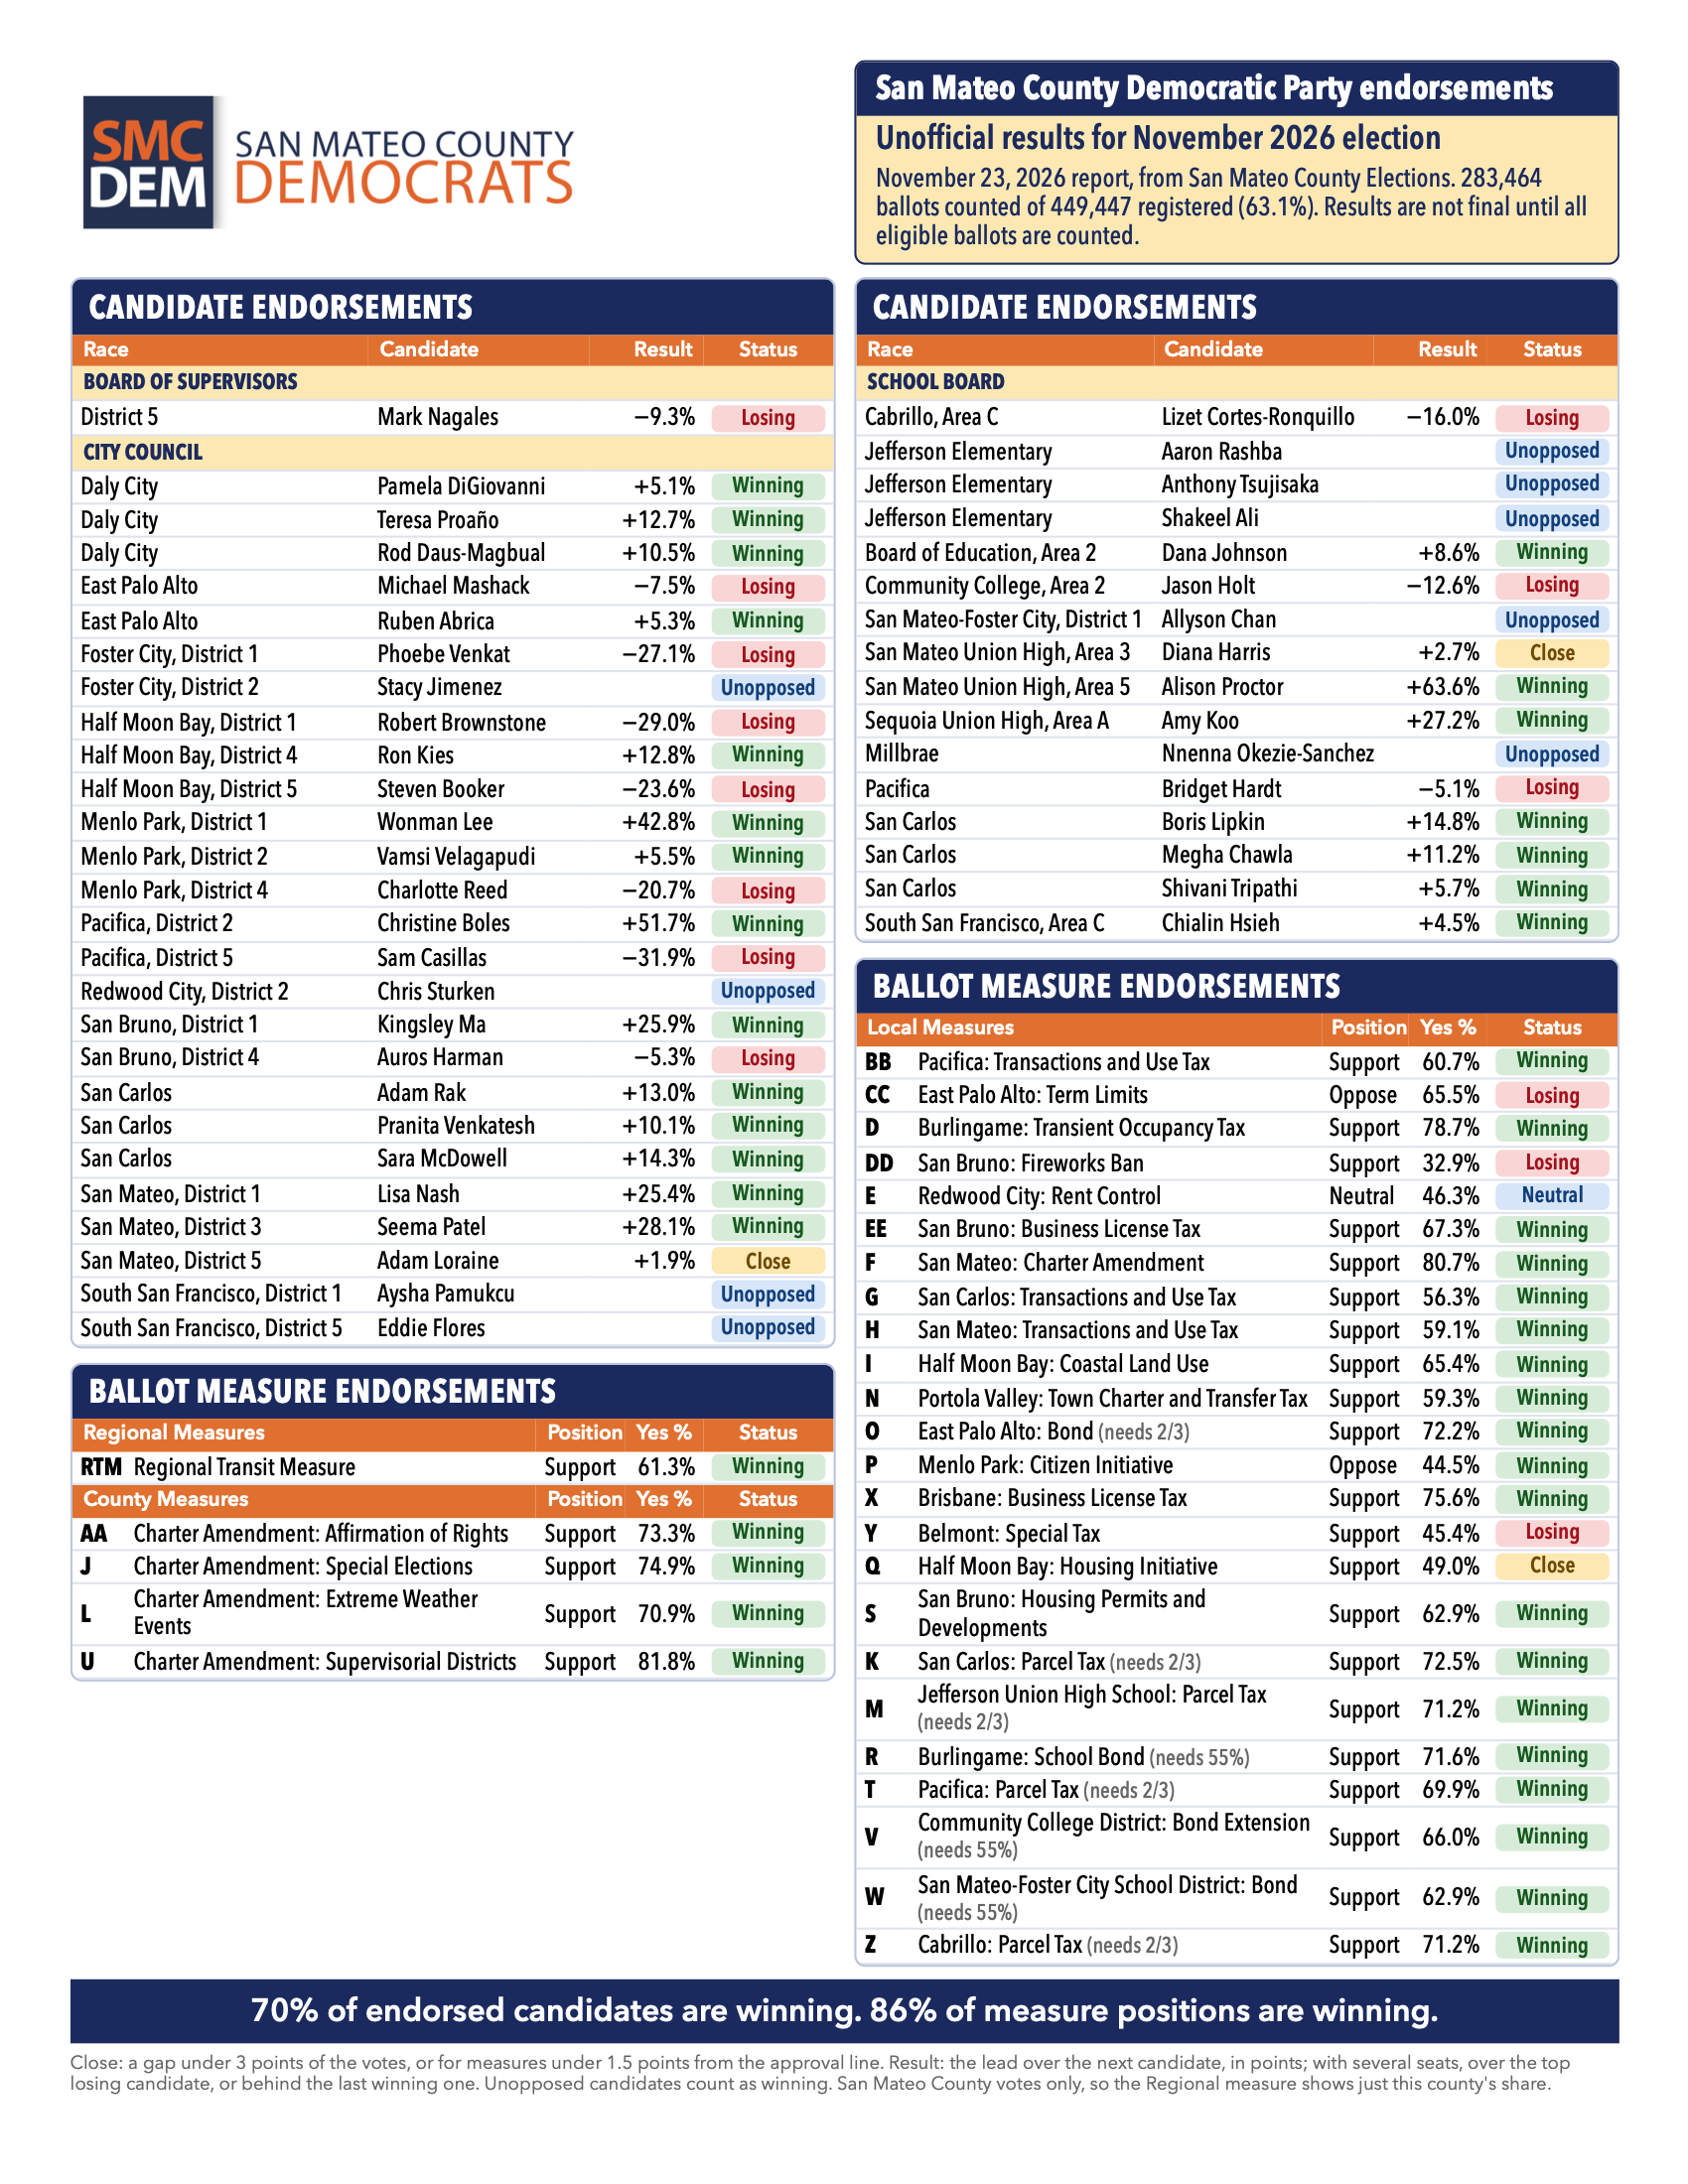 SMC
DEM
SAN MATEO COUNTY
DEMOCRATS
San Mateo County Democratic Party endorsements
Unofficial results for November 2026 election
November 23, 2026 report, from San Mateo County Elections. 283,464
ballots counted of 449,447 registered (63.1%). Results are not final until all
eligible ballots are counted.
CANDIDATE ENDORSEMENTS
Race Candidate Result Status
BOARD OF SUPERVISORS
District 5 Mark Nagales −9.3% Losing
CITY COUNCIL
Daly City Pamela DiGiovanni +5.1% Winning
Daly City Teresa Proaño +12.7% Winning
Daly City Rod Daus-Magbual +10.5% Winning
East Palo Alto Michael Mashack −7.5% Losing
East Palo Alto Ruben Abrica +5.3% Winning
Foster City, District 1 Phoebe Venkat −27.1% Losing
Foster City, District 2 Stacy Jimenez Unopposed
Half Moon Bay, District 1 Robert Brownstone −29.0% Losing
Half Moon Bay, District 4 Ron Kies +12.8% Winning
Half Moon Bay, District 5 Steven Booker −23.6% Losing
Menlo Park, District 1 Wonman Lee +42.8% Winning
Menlo Park, District 2 Vamsi Velagapudi +5.5% Winning
Menlo Park, District 4 Charlotte Reed −20.7% Losing
Pacifica, District 2 Christine Boles +51.7% Winning
Pacifica, District 5 Sam Casillas −31.9% Losing
Redwood City, District 2 Chris Sturken Unopposed
San Bruno, District 1 Kingsley Ma +25.9% Winning
San Bruno, District 4 Auros Harman −5.3% Losing
San Carlos Adam Rak +13.0% Winning
San Carlos Pranita Venkatesh +10.1% Winning
San Carlos Sara McDowell +14.3% Winning
San Mateo, District 1 Lisa Nash +25.4% Winning
San Mateo, District 3 Seema Patel +28.1% Winning
San Mateo, District 5 Adam Loraine +1.9% Close
South San Francisco, District 1 Aysha Pamukcu Unopposed
South San Francisco, District 5 Eddie Flores Unopposed
BALLOT MEASURE ENDORSEMENTS
Regional Measures Position Yes % Status
RTM Regional Transit Measure Support 61.3% Winning
County Measures Position Yes % Status
AA Charter Amendment: Affirmation of Rights Support 73.3% Winning
J Charter Amendment: Special Elections Support 74.9% Winning
L Charter Amendment: Extreme Weather
Events Support 70.9% Winning
U Charter Amendment: Supervisorial Districts Support 81.8% Winning
CANDIDATE ENDORSEMENTS
Race Candidate Result Status
SCHOOL BOARD
Cabrillo, Area C Lizet Cortes-Ronquillo −16.0% Losing
Jefferson Elementary Aaron Rashba Unopposed
Jefferson Elementary Anthony Tsujisaka Unopposed
Jefferson Elementary Shakeel Ali Unopposed
Board of Education, Area 2 Dana Johnson +8.6% Winning
Community College, Area 2 Jason Holt −12.6% Losing
San Mateo-Foster City, District 1 Allyson Chan Unopposed
San Mateo Union High, Area 3 Diana Harris +2.7% Close
San Mateo Union High, Area 5 Alison Proctor +63.6% Winning
Sequoia Union High, Area A Amy Koo +27.2% Winning
Millbrae Nnenna Okezie-Sanchez Unopposed
Pacifica Bridget Hardt −5.1% Losing
San Carlos Boris Lipkin +14.8% Winning
San Carlos Megha Chawla +11.2% Winning
San Carlos Shivani Tripathi +5.7% Winning
South San Francisco, Area C Chialin Hsieh +4.5% Winning
BALLOT MEASURE ENDORSEMENTS
Local Measures Position Yes % Status
BB Pacifica: Transactions and Use Tax Support 60.7% Winning
CC East Palo Alto: Term Limits Oppose 65.5% Losing
D Burlingame: Transient Occupancy Tax Support 78.7% Winning
DD San Bruno: Fireworks Ban Support 32.9% Losing
E Redwood City: Rent Control Neutral 46.3% Neutral
EE San Bruno: Business License Tax Support 67.3% Winning
F San Mateo: Charter Amendment Support 80.7% Winning
G San Carlos: Transactions and Use Tax Support 56.3% Winning
H San Mateo: Transactions and Use Tax Support 59.1% Winning
I Half Moon Bay: Coastal Land Use Support 65.4% Winning
N Portola Valley: Town Charter and Transfer Tax Support 59.3% Winning
O East Palo Alto: Bond (needs 2/3) Support 72.2% Winning
P Menlo Park: Citizen Initiative Oppose 44.5% Winning
X Brisbane: Business License Tax Support 75.6% Winning
Y Belmont: Special Tax Support 45.4% Losing
Q Half Moon Bay: Housing Initiative Support 49.0% Close
S San Bruno: Housing Permits and
Developments Support 62.9% Winning
K San Carlos: Parcel Tax (needs 2/3) Support 72.5% Winning
M Jefferson Union High School: Parcel Tax
(needs 2/3) Support 71.2% Winning
R Burlingame: School Bond (needs 55%) Support 71.6% Winning
T Pacifica: Parcel Tax (needs 2/3) Support 69.9% Winning
V Community College District: Bond Extension
(needs 55%) Support 66.0% Winning
W San Mateo-Foster City School District: Bond
(needs 55%) Support 62.9% Winning
Z Cabrillo: Parcel Tax (needs 2/3) Support 71.2% Winning
70% of endorsed candidates are winning. 86% of measure positions are winning.
Close: a gap under 3 points of the votes, or for measures under 1.5 points from the approval line. Result: the lead over the next candidate, in points; with several seats, over the top
losing candidate, or behind the last winning one. Unopposed candidates count as winning. San Mateo County votes only, so the Regional measure shows just this county's share.